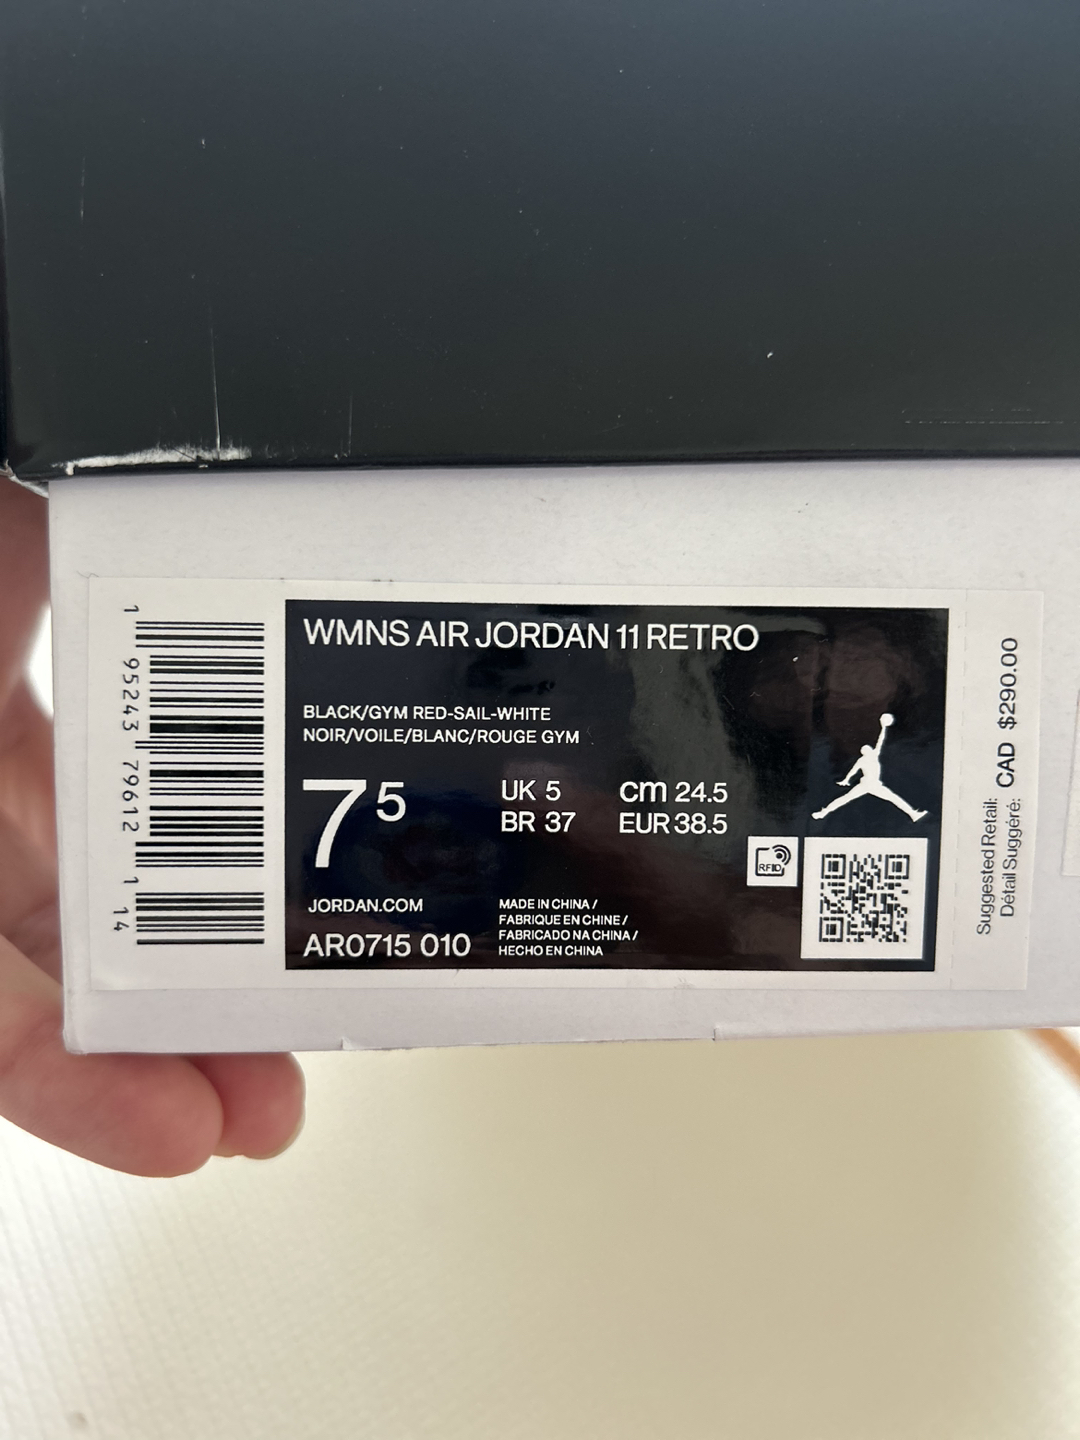 WMNS AIR JORDAN 11 RETRO
BLACK/GYM RED-SAIL-WHITE
NOIR/VOILE/BLANC/ROUGE GYM
7 5
UK 5
BR 37
cm 24.5
EUR 38.5
RFID
JORDAN.COM
AR0715 010
MADE IN CHINA /
FABRIQUE EN CHINE /
FABRICADO NA CHINA /
HECHO EN CHINA
1 95243 79612 1 14
Suggested Retail: CAD $290.00
Détail Suggéré: